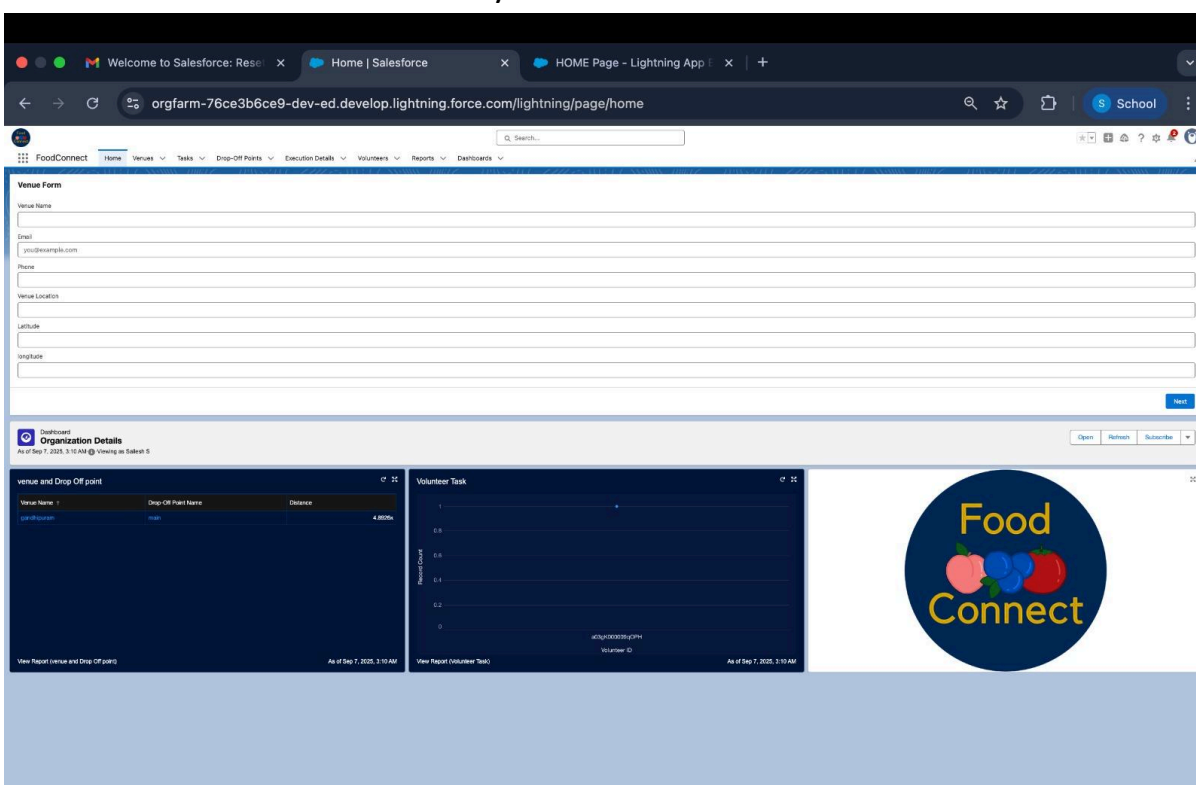 Welcome to Salesforce: Rese
Home | Salesforce
HOME Page - Lightning App
orgfarm-76ce3b6ce9-dev-ed.develop.lightning.force.com/lightning/page/home
S School
Search...
FoodConnect Home Venues Tasks Drop-Off Points Execution Details Volunteers Reports Dashboards
Venue Form
Venue Name
Email
you@example.com
Phone
Venue Location
Latitude
longitude
Next
Dashboard
Organization Details
As of Sep 7, 2025, 3:10 AM Viewing as Sailesh S
Open Refresh Subscribe
venue and Drop Off point
Venue Name ↑ Drop-Off Point Name Distance
gandhipuram main
View Report (venue and Drop Off point) As of Sep 7, 2025, 3:10 AM
Volunteer Task
Record Count
1
0.8
0.6
0.4
0.2
0
Volunteer ID
View Report (Volunteer Task) As of Sep 7, 2025, 3:10 AM
Food
Connect